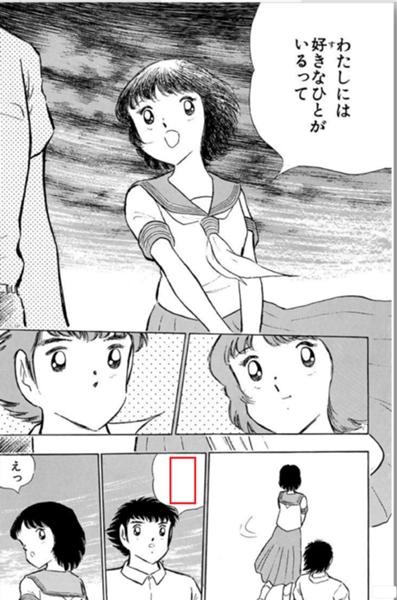 わたしには
好きなひとが
いるって
えっ